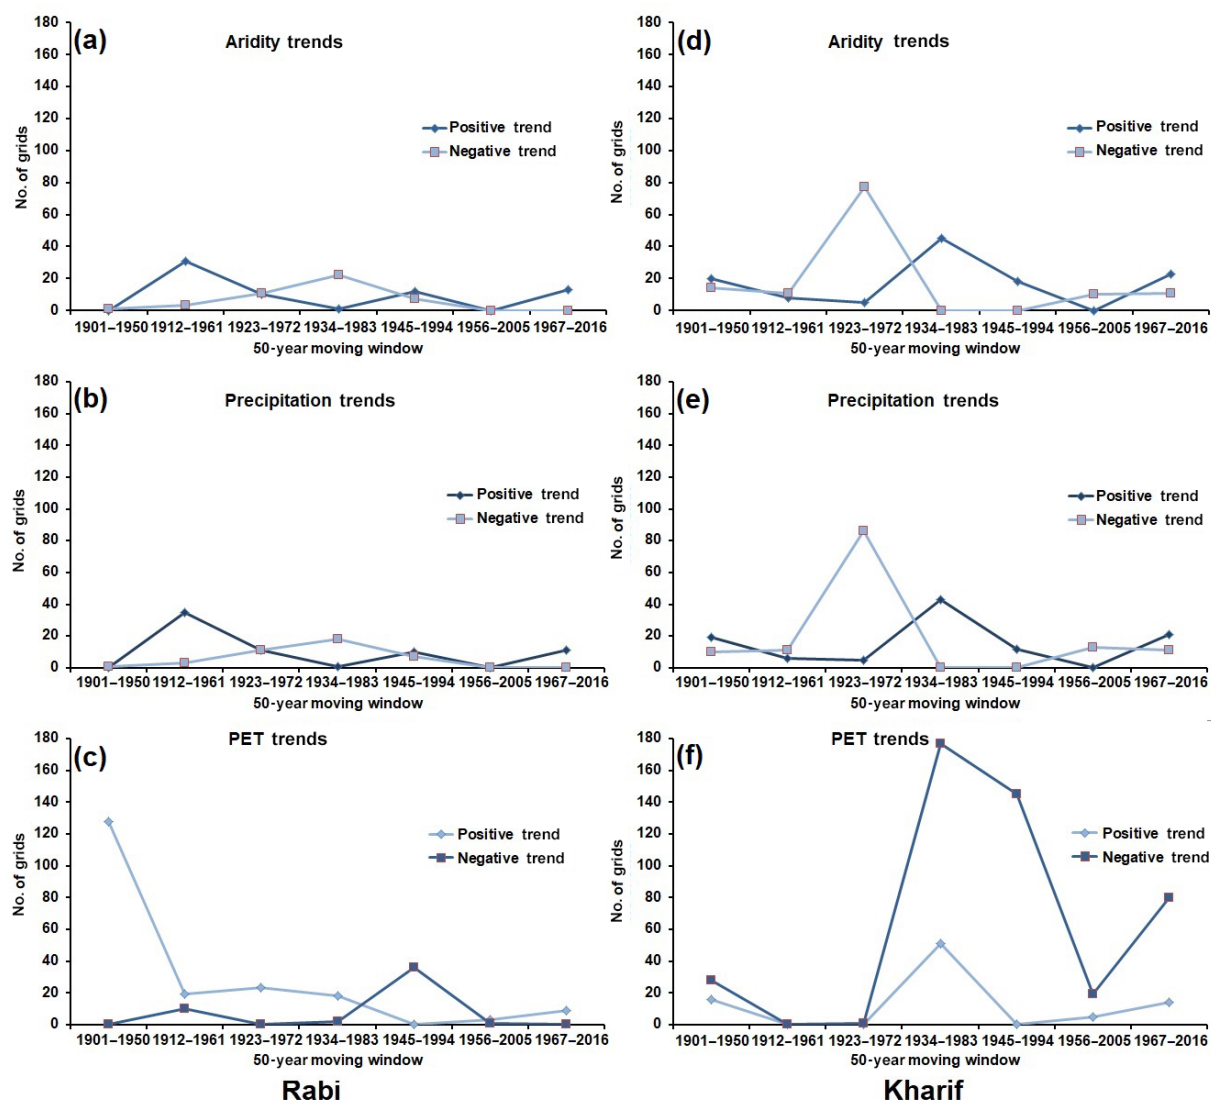 (a)
Aridity trends
180
160
140
120
100
80
60
40
20
0
No. of grids
Positive trend
Negative trend
1901–1950 1912–1961 1923–1972 1934–1983 1945–1994 1956–2005 1967–2016
50-year moving window
(d)
Aridity trends
180
160
140
120
100
80
60
40
20
0
No. of grids
Positive trend
Negative trend
1901–1950 1912–1961 1923–1972 1934–1983 1945–1994 1956–2005 1967–2016
50-year moving window
(b)
Precipitation trends
180
160
140
120
100
80
60
40
20
0
No. of grids
Positive trend
Negative trend
1901–1950 1912–1961 1923–1972 1934–1983 1945–1994 1956–2005 1967–2016
50-year moving window
(e)
Precipitation trends
180
160
140
120
100
80
60
40
20
0
No. of grids
Positive trend
Negative trend
1901–1950 1912–1961 1923–1972 1934–1983 1945–1994 1956–2005 1967–2016
50-year moving window
(c)
PET trends
180
160
140
120
100
80
60
40
20
0
No. of grids
Positive trend
Negative trend
1901–1950 1912–1961 1923–1972 1934–1983 1945–1994 1956–2005 1967–2016
50-year moving window
Rabi
(f)
PET trends
180
160
140
120
100
80
60
40
20
0
No. of grids
Positive trend
Negative trend
1901–1950 1912–1961 1923–1972 1934–1983 1945–1994 1956–2005 1967–2016
50-year moving window
Kharif